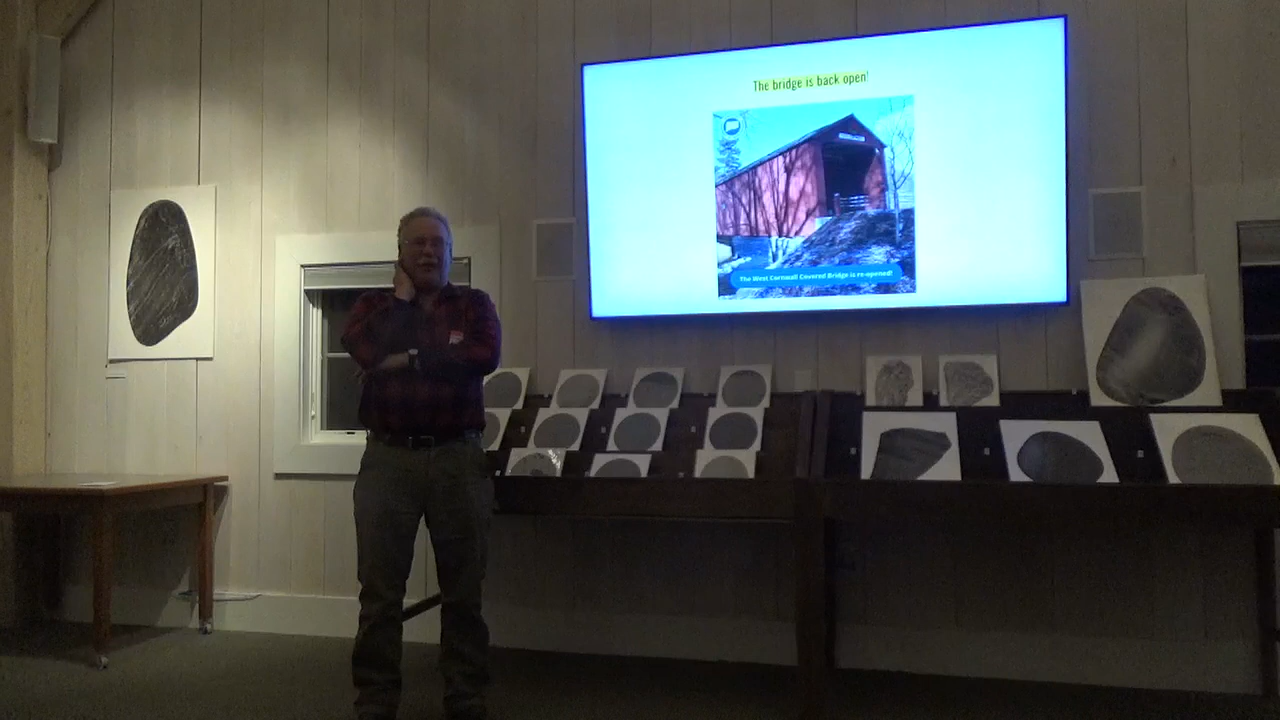 The bridge is back open!
The West Cornwall Covered Bridge is re-opened!